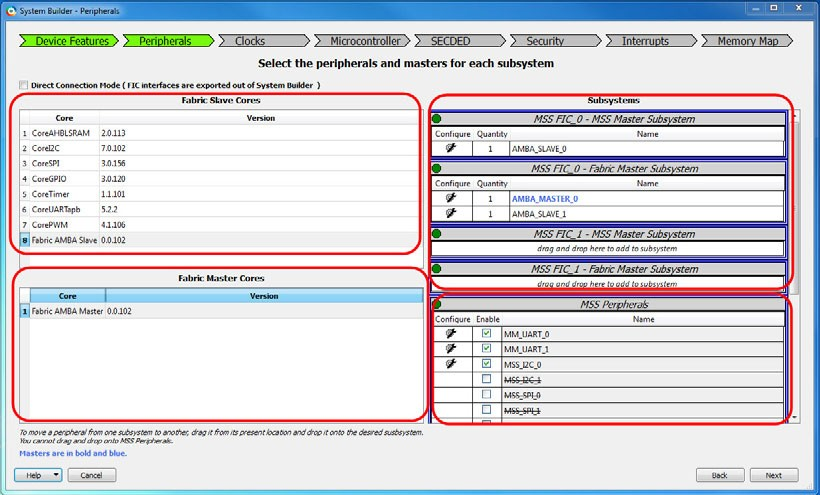 System Builder - Peripherals
Device Features
Peripherals
Clocks
Microcontroller
SECDED
Security
Interrupts
Memory Map
Select the peripherals and masters for each subsystem
Direct Connection Mode ( FIC interfaces are exported out of System Builder )
Fabric Slave Cores
Core Version
1 CoreAHBLSRAM 2.0.113
2 CoreI2C 7.0.102
3 CoreSPI 3.0.156
4 CoreGPIO 3.0.120
5 CoreTimer 1.1.101
6 CoreUARTapb 5.2.2
7 CorePWM 4.1.106
8 Fabric AMBA Slave 0.0.102
Fabric Master Cores
Core Version
1 Fabric AMBA Master 0.0.102
Subsystems
MSS FIC_0 - MSS Master Subsystem
Configure Quantity Name
1 AMBA_SLAVE_0
MSS FIC_0 - Fabric Master Subsystem
Configure Quantity Name
1 AMBA_MASTER_0
1 AMBA_SLAVE_1
MSS FIC_1 - MSS Master Subsystem
drag and drop here to add to subsystem
MSS FIC_1 - Fabric Master Subsystem
drag and drop here to add to subsystem
MSS Peripherals
Configure Enable Name
MM_UART_0
MM_UART_1
MSS_I2C_0
MSS_I2C_1
MSS_SPI_0
MSS_SPI_1
To move a peripheral from one subsystem to another, drag it from its present location and drop it onto the desired subsystem.
You cannot drag and drop onto MSS Peripherals.
Masters are in bold and blue.
Help
Cancel
Back
Next